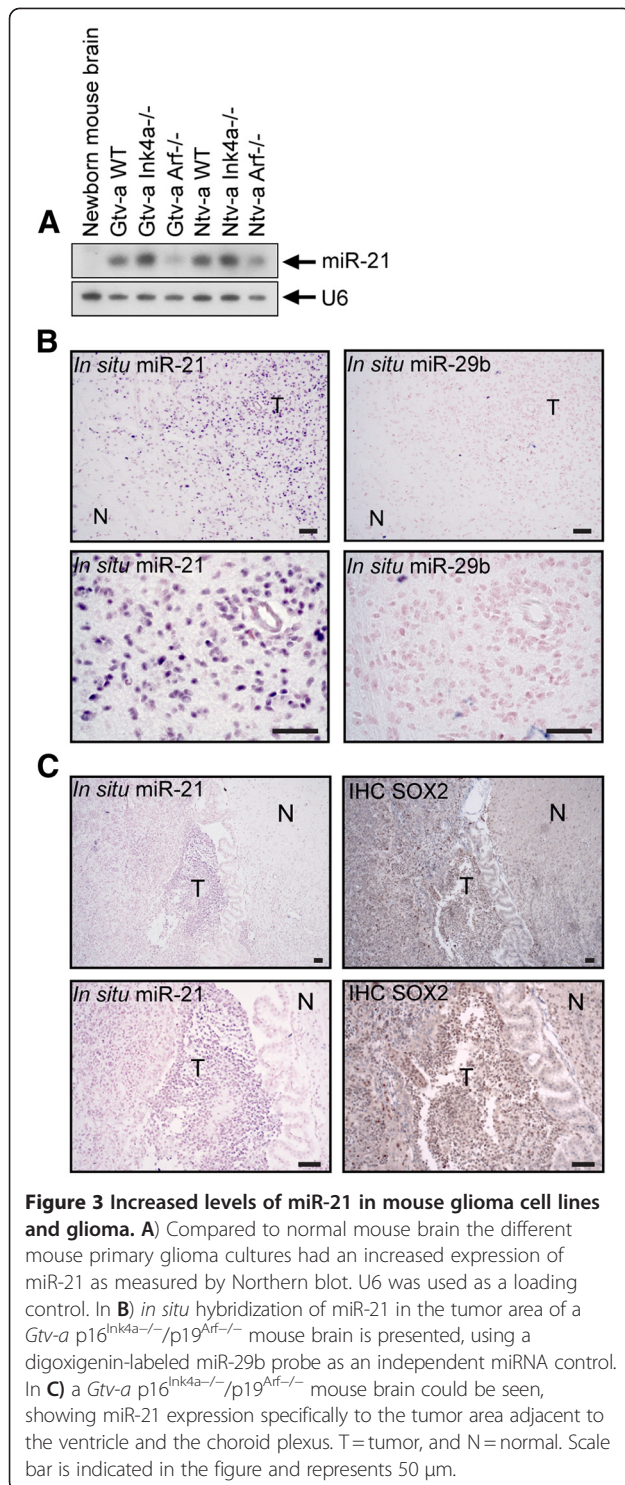 Newborn mouse brain
Gtv-a WT
Gtv-a Ink4a-/-
Gtv-a Arf-/-
Ntv-a WT
Ntv-a Ink4a-/-
Ntv-a Arf-/-
A
miR-21
U6
B
In situ miR-21
T
N
In situ miR-29b
T
N
In situ miR-21
In situ miR-29b
C
In situ miR-21
N
T
IHC SOX2
N
T
In situ miR-21
N
T
IHC SOX2
N
T
Figure 3 Increased levels of miR-21 in mouse glioma cell lines
and glioma. A) Compared to normal mouse brain the different
mouse primary glioma cultures had an increased expression of
miR-21 as measured by Northern blot. U6 was used as a loading
control. In B) in situ hybridization of miR-21 in the tumor area of a
Gtv-a p16^Ink4a−/−/p19^Arf−/− mouse brain is presented, using a
digoxigenin-labeled miR-29b probe as an independent miRNA control.
In C) a Gtv-a p16^Ink4a−/−/p19^Arf−/− mouse brain could be seen,
showing miR-21 expression specifically to the tumor area adjacent to
the ventricle and the choroid plexus. T = tumor, and N = normal. Scale
bar is indicated in the figure and represents 50 μm.